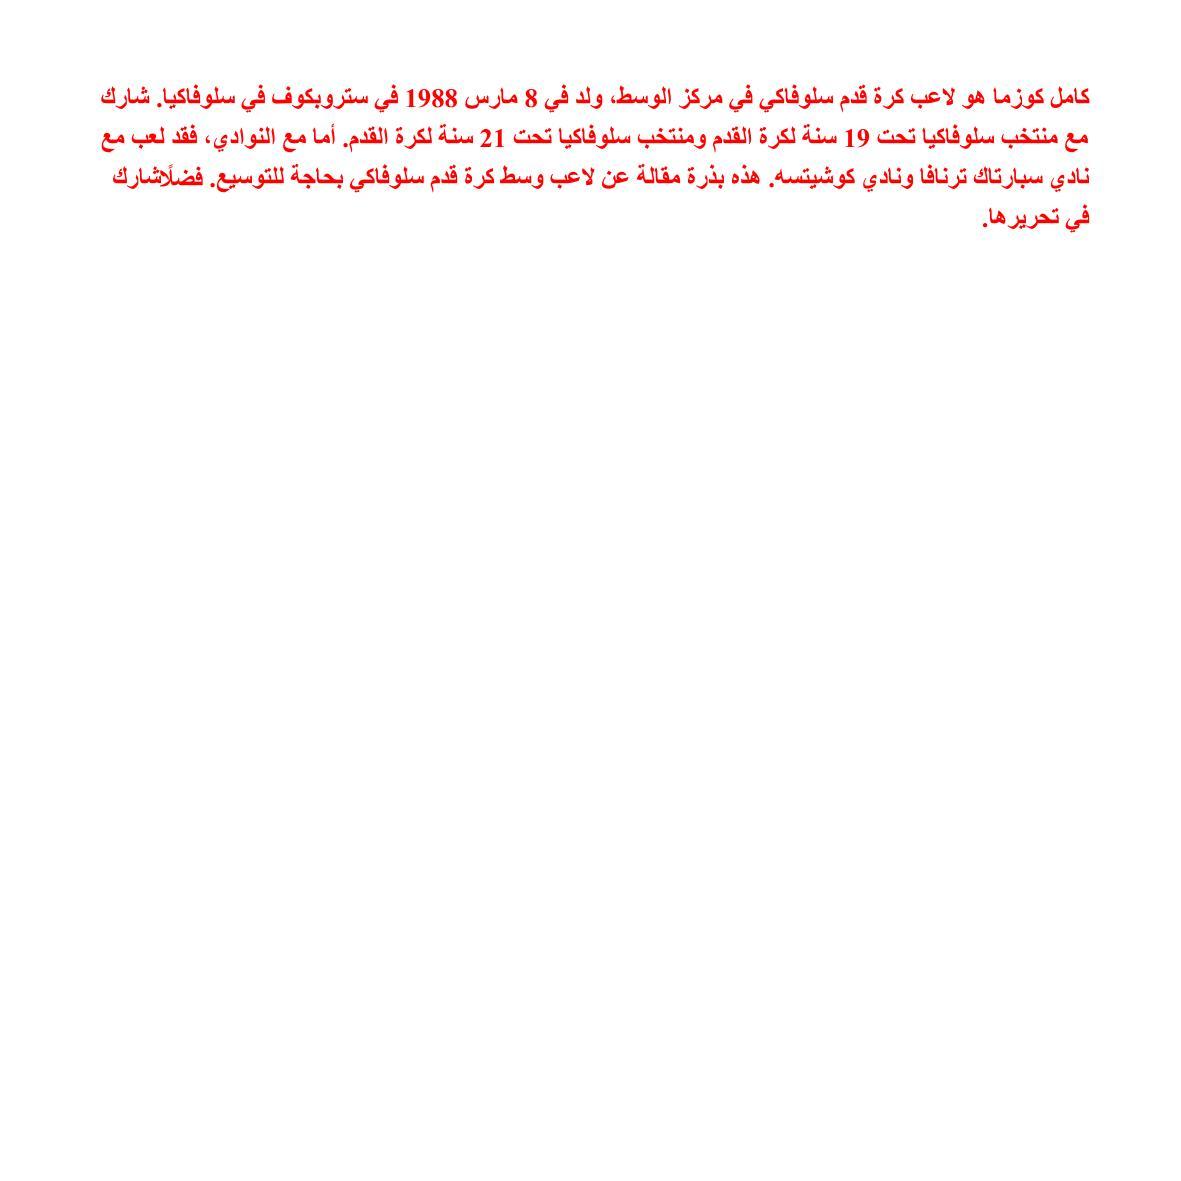 كامل كوزما هو لاعب كرة قدم سلوفاكي في مركز الوسط، ولد في 8 مارس 1988 في ستروبكوف في سلوفاكيا. شارك
مع منتخب سلوفاكيا تحت 19 سنة لكرة القدم ومنتخب سلوفاكيا تحت 21 سنة لكرة القدم. أما مع النوادي، فقد لعب مع
نادي سبارتاك ترنافا ونادي كوشيتسه. هذه بذرة مقالة عن لاعب وسط كرة قدم سلوفاكي بحاجة للتوسيع. فضلًاشارك
في تحريرها.